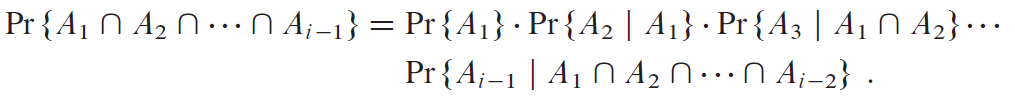 Pr {A₁ ∩ A₂ ∩ ⋯ ∩ Aᵢ₋₁} = Pr {A₁} · Pr {A₂ | A₁} · Pr {A₃ | A₁ ∩ A₂} ⋯
Pr {Aᵢ₋₁ | A₁ ∩ A₂ ∩ ⋯ ∩ Aᵢ₋₂} .